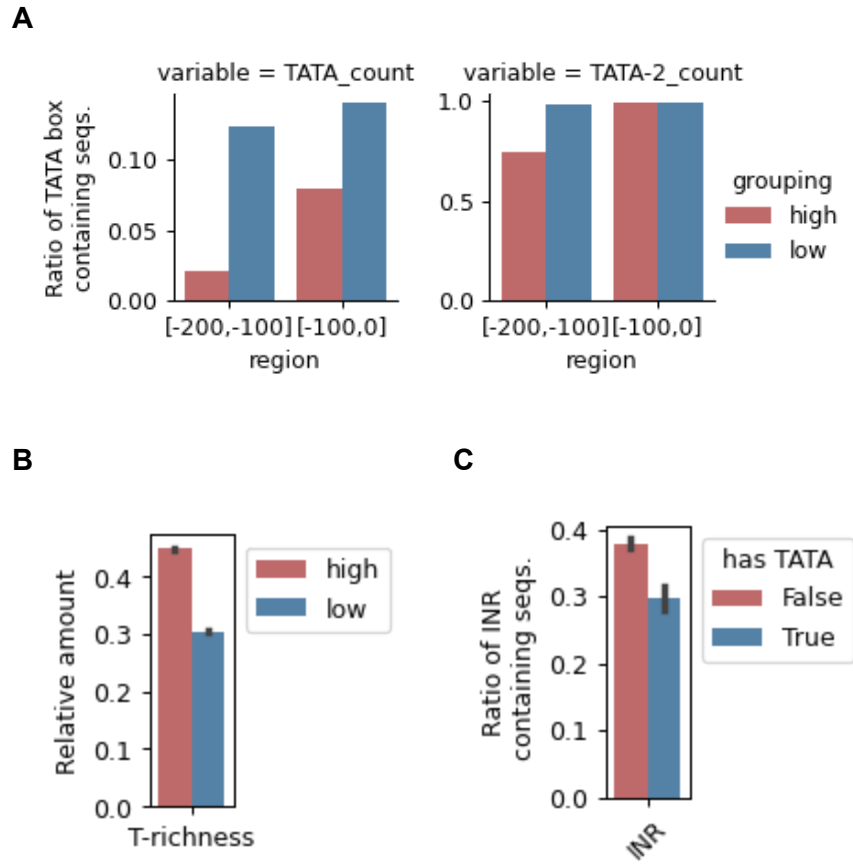 A
variable = TATA_count
variable = TATA-2_count
Ratio of TATA box
containing seqs.
0.10
0.05
0.00
1.0
0.5
0.0
grouping
high
low
[-200,-100] [-100,0]
[-200,-100] [-100,0]
region
region
B
Relative amount
0.4
0.3
0.2
0.1
0.0
high
low
T-richness
C
Ratio of INR
containing seqs.
0.4
0.3
0.2
0.1
0.0
has TATA
False
True
INR